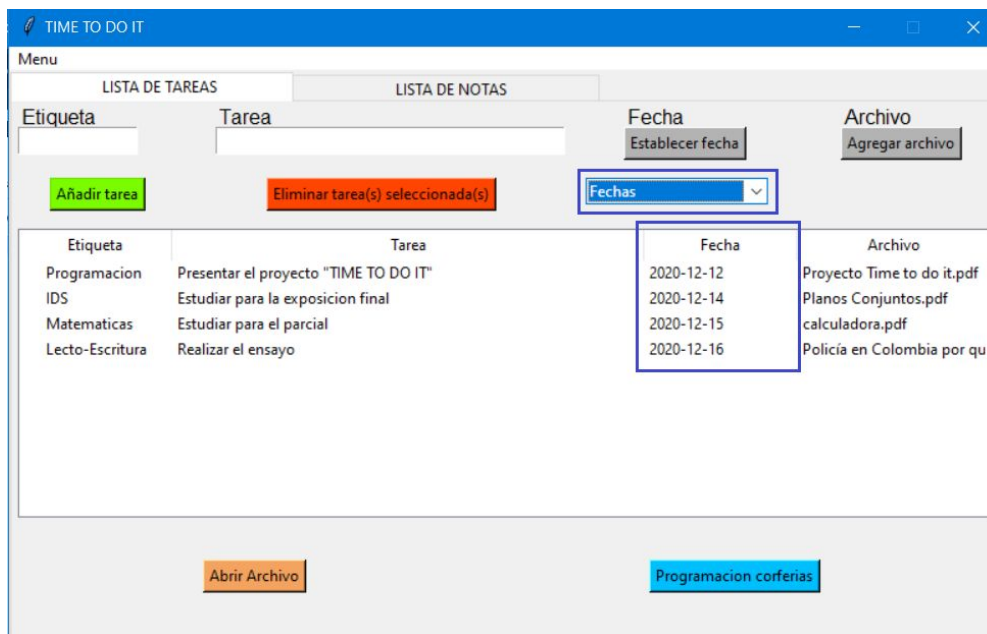 TIME TO DO IT
Menu
LISTA DE TAREAS LISTA DE NOTAS
Etiqueta Tarea Fecha Archivo
Establecer fecha Agregar archivo
Añadir tarea Eliminar tarea(s) seleccionada(s) Fechas
Etiqueta Tarea Fecha Archivo
Programacion Presentar el proyecto "TIME TO DO IT" 2020-12-12 Proyecto Time to do it.pdf
IDS Estudiar para la exposicion final 2020-12-14 Planos Conjuntos.pdf
Matematicas Estudiar para el parcial 2020-12-15 calculadora.pdf
Lecto-Escritura Realizar el ensayo 2020-12-16 Policía en Colombia por qu
Abrir Archivo Programacion corferias